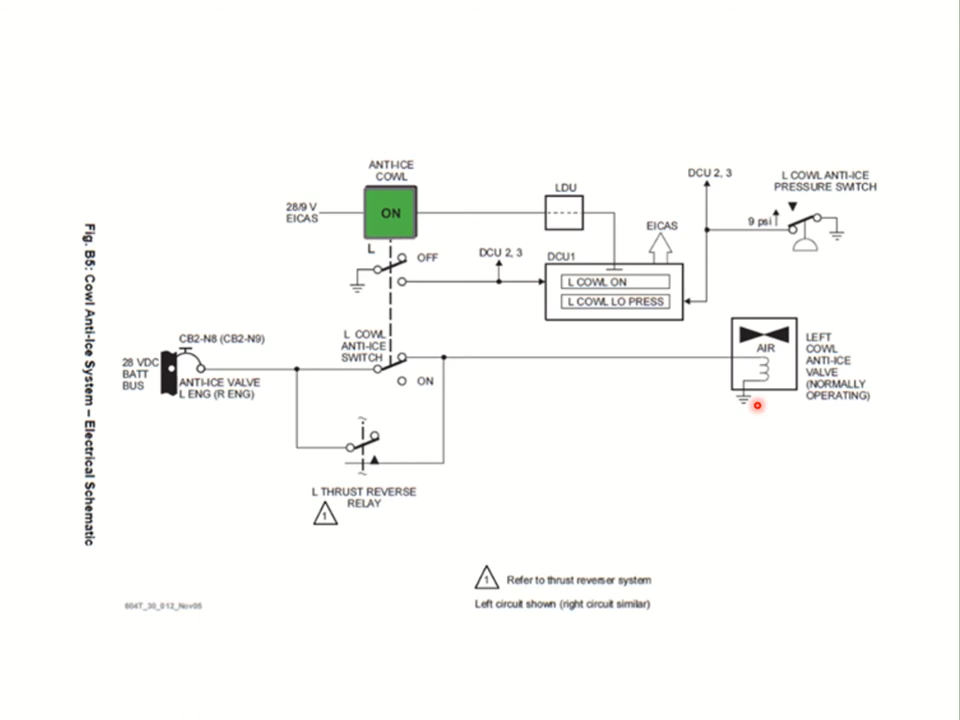 ANTI-ICE
COWL
28/9 V
EICAS
ON
LDU
DCU 2, 3
L COWL ANTI-ICE
PRESSURE SWITCH
9 psi
EICAS
L
OFF
DCU 2, 3
DCU1
L COWL ON
L COWL LO PRESS
CB2-N8 (CB2-N9)
28 VDC
BATT
BUS
ANTI-ICE VALVE
L ENG (R ENG)
L COWL
ANTI-ICE
SWITCH
ON
AIR
LEFT
COWL
ANTI-ICE
VALVE
(NORMALLY
OPERATING)
L THRUST REVERSE
RELAY
1
1 Refer to thrust reverser system
Left circuit shown (right circuit similar)
604T_30_012_Nov05
Fig. B5: Cowl Anti-Ice System – Electrical Schematic